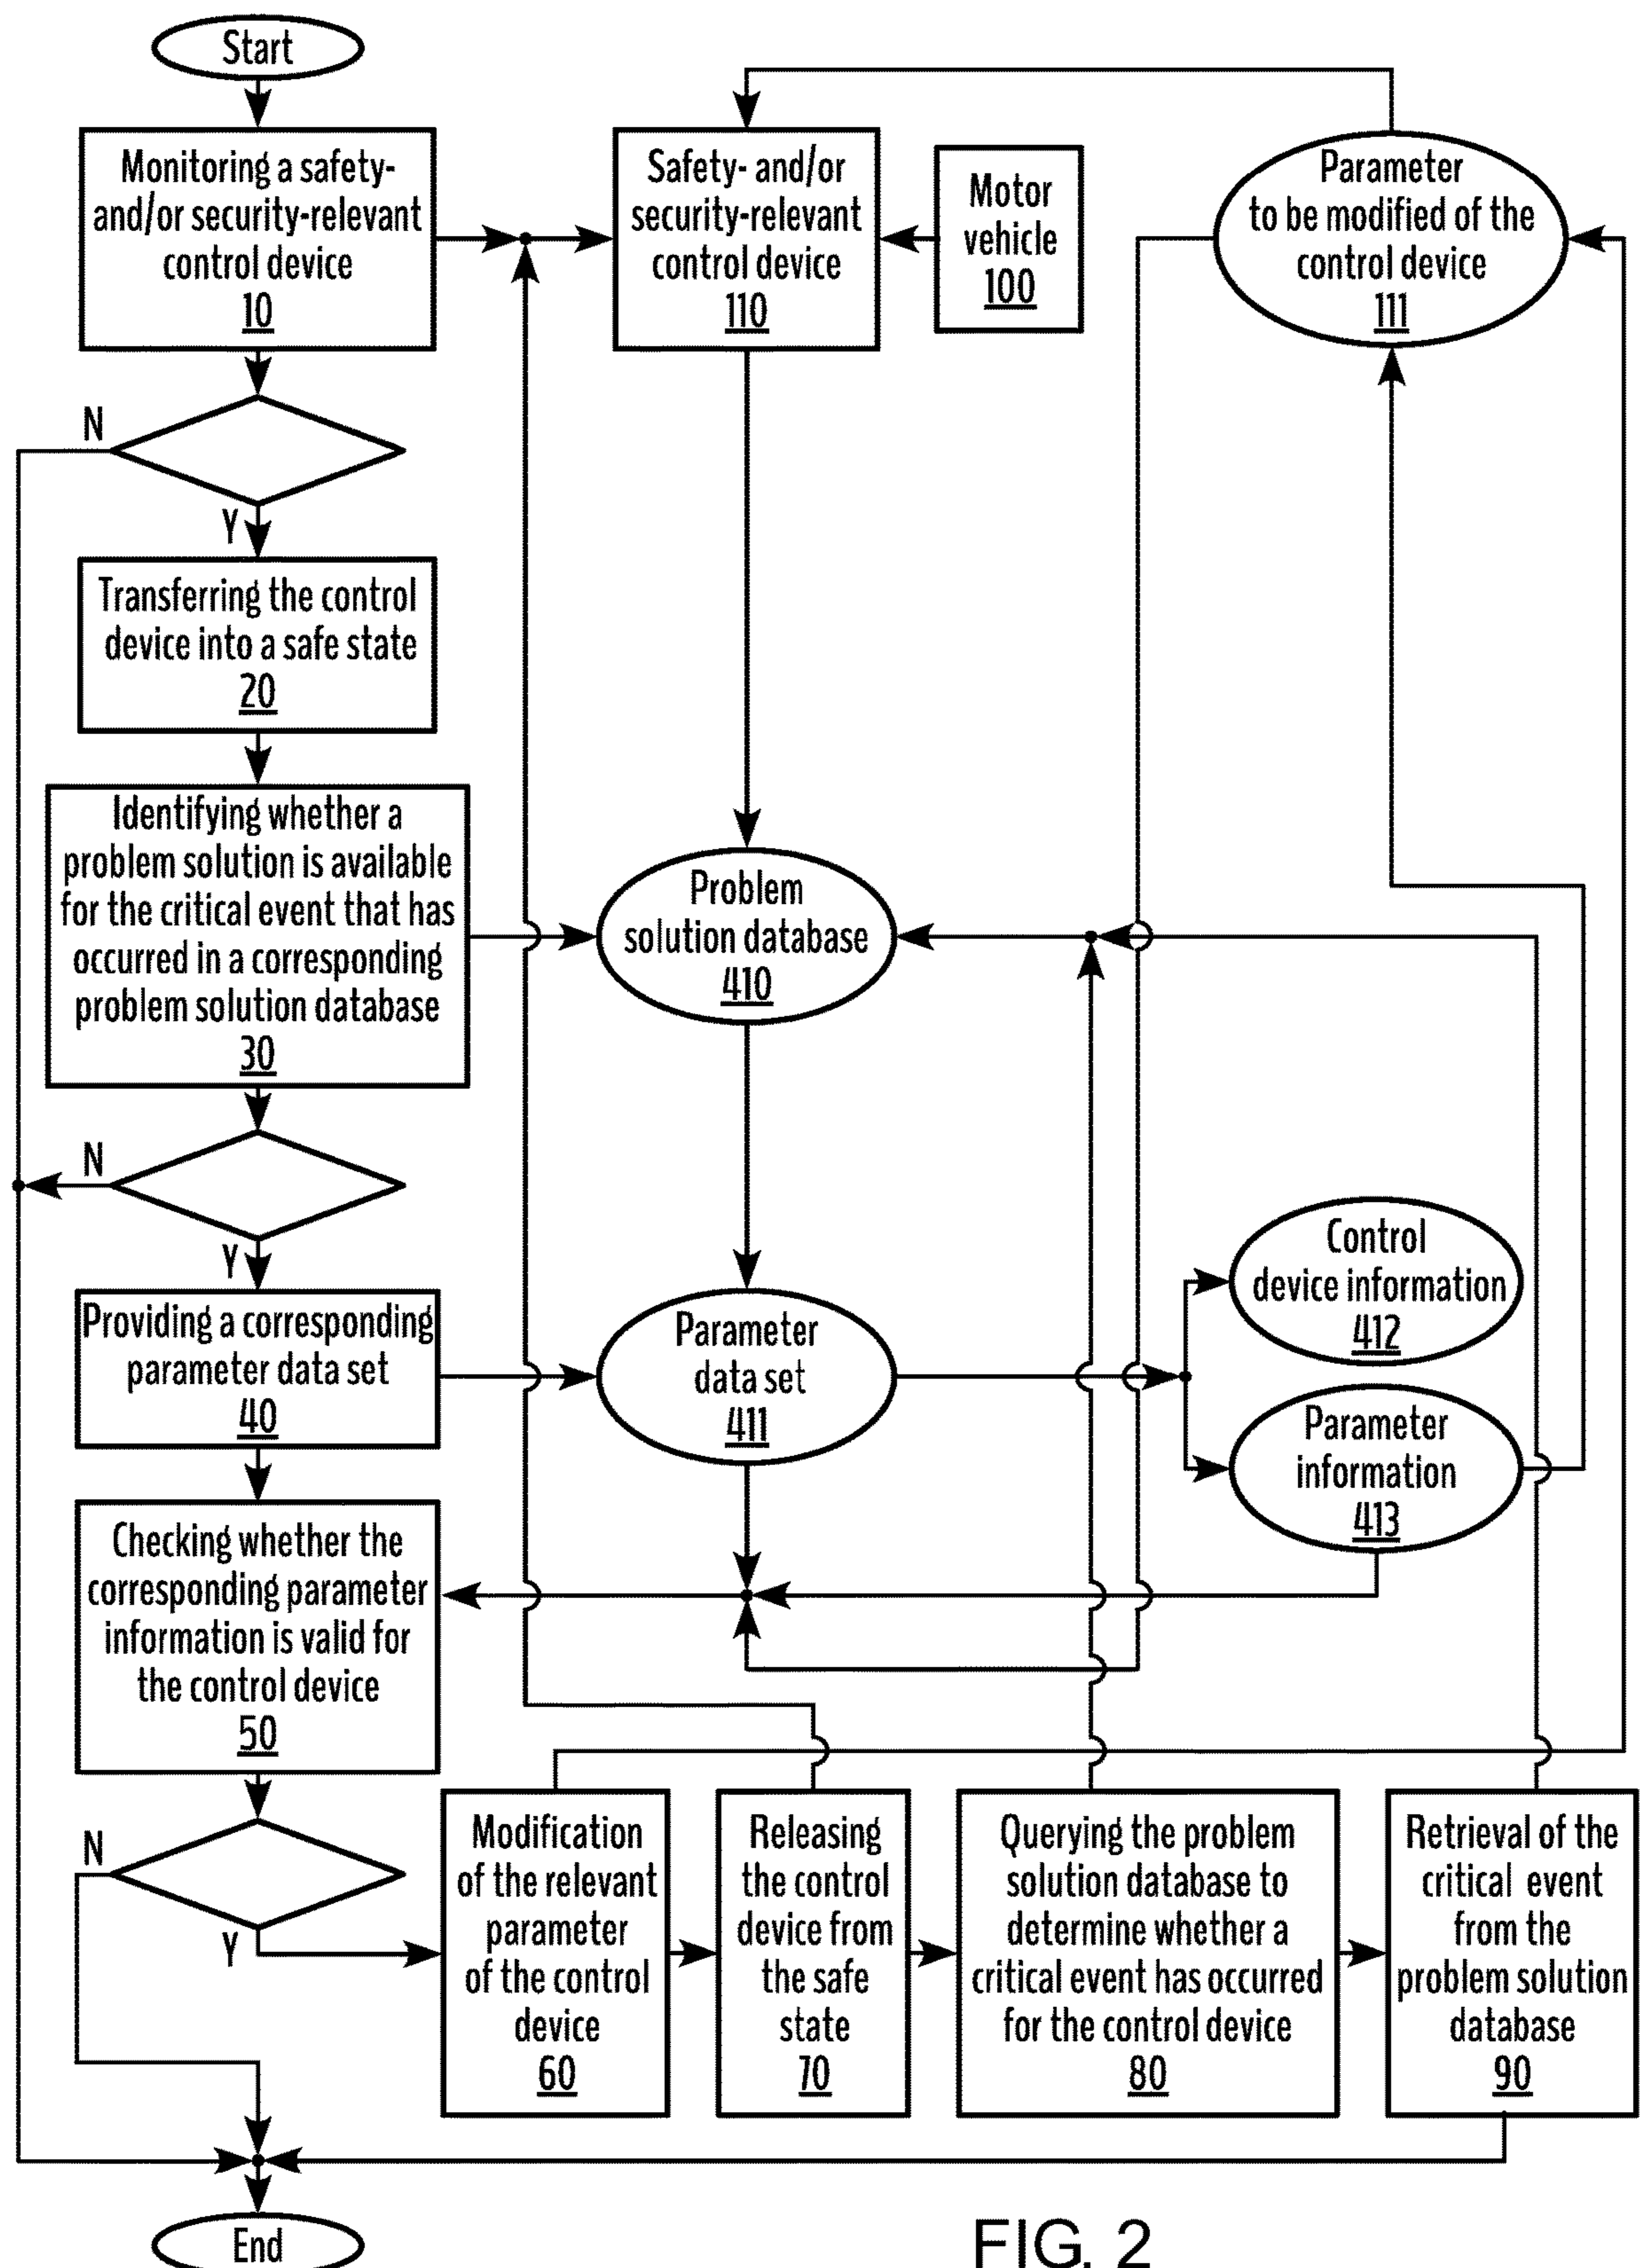 Start
Monitoring a safety-
and/or security-relevant
control device
10
Safety- and/or
security-relevant
control device
110
Motor
vehicle
100
Parameter
to be modified of the
control device
111
N
Y
Transferring the control
device into a safe state
20
Identifying whether a
problem solution is available
for the critical event that has
occurred in a corresponding
problem solution database
30
Problem
solution database
410
N
Y
Providing a corresponding
parameter data set
40
Parameter
data set
411
Control
device information
412
Parameter
information
413
Checking whether the
corresponding parameter
information is valid for
the control device
50
N
Y
Modification
of the relevant
parameter
of the control
device
60
Releasing
the control
device from
the safe
state
70
Querying the problem
solution database to
determine whether a
critical event has occurred
for the control device
80
Retrieval of the
critical event
from the
problem solution
database
90
End
FIG. 2